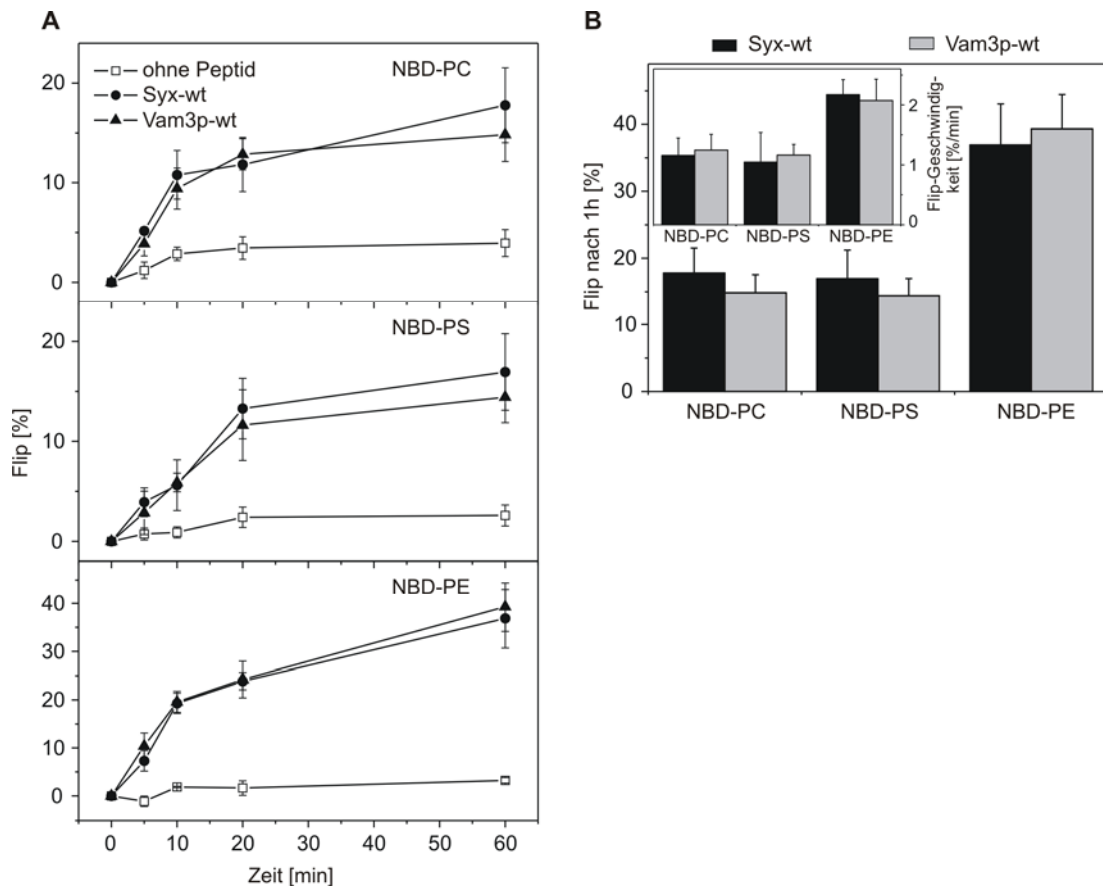 A
NBD-PC
ohne Peptid
Syx-wt
Vam3p-wt
20
10
0
NBD-PS
20
10
0
Flip [%]
NBD-PE
40
30
20
10
0
0 10 20 30 40 50 60
Zeit [min]
B
Syx-wt Vam3p-wt
40
35
20
15
10
0
Flip nach 1h [%]
2
1
0
Flip-Geschwindig-
keit [%/min]
NBD-PC NBD-PS NBD-PE
NBD-PC NBD-PS NBD-PE